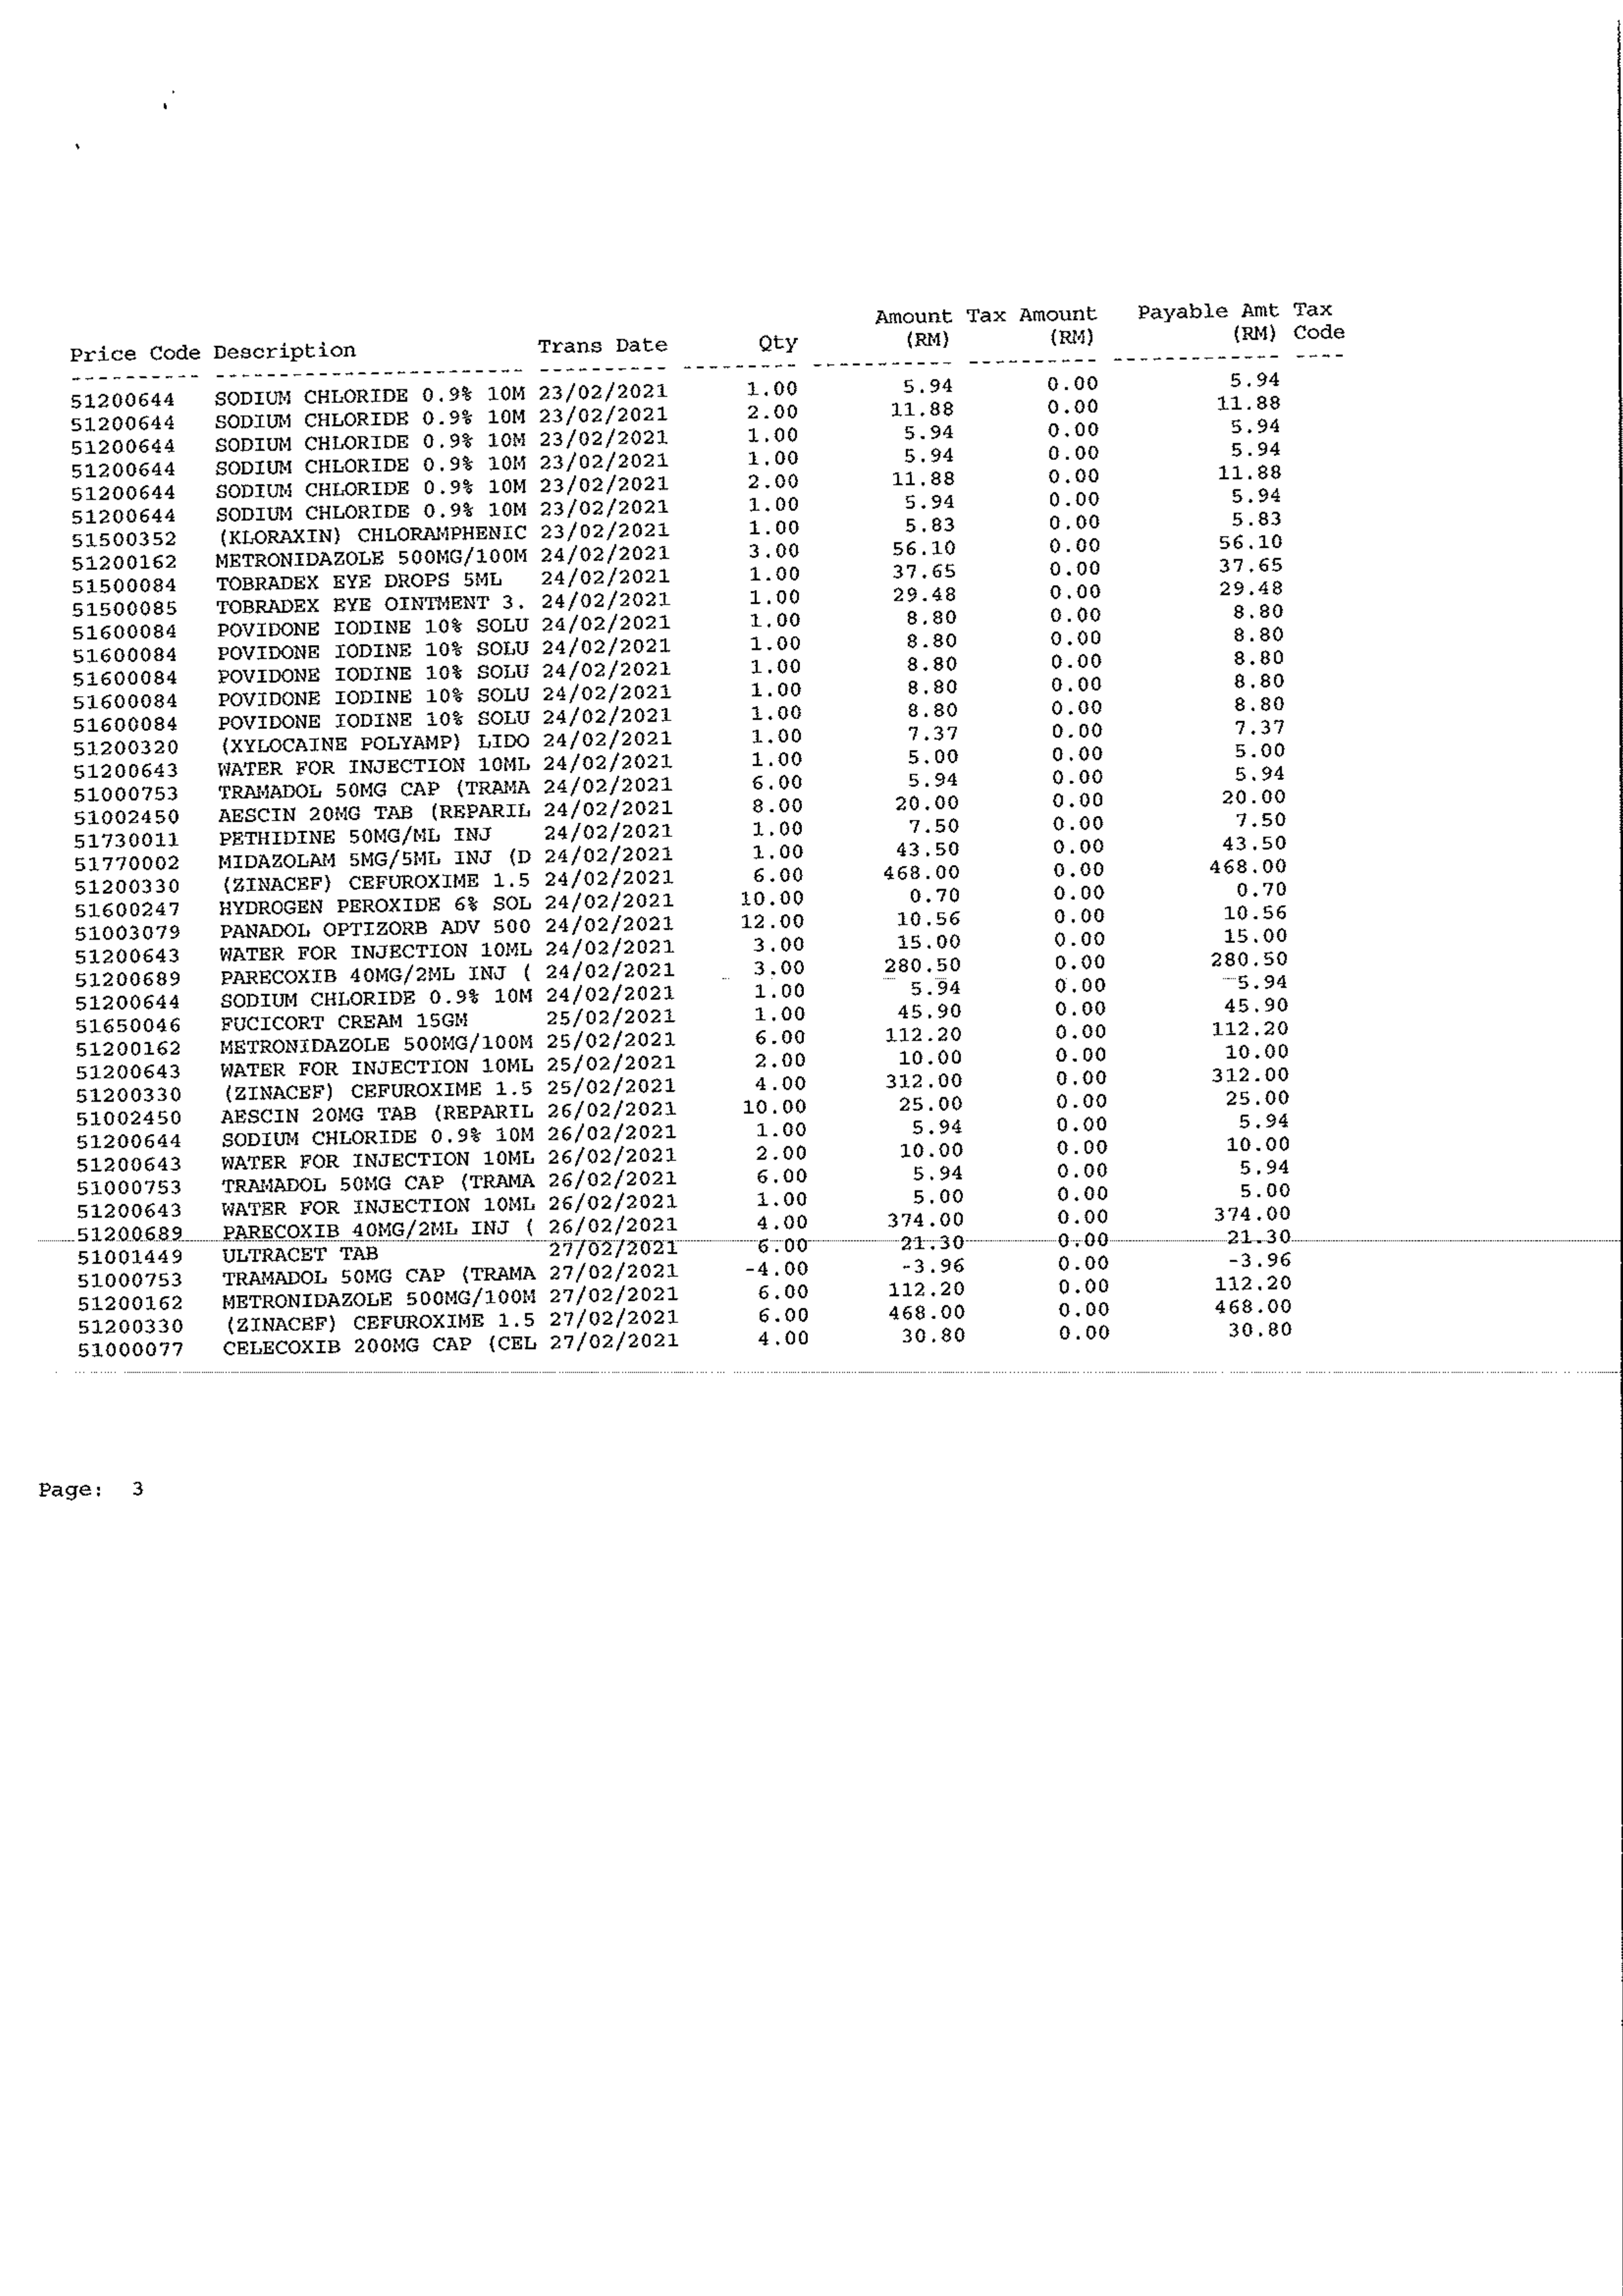 Amount Tax Amount Payable Amt Tax
Price Code Description Trans Date Qty (RM) (RM) (RM) Code
51200644 SODIUM CHLORIDE 0.9% 10M 23/02/2021 1.00 5.94 0.00 5.94
51200644 SODIUM CHLORIDE 0.9% 10M 23/02/2021 2.00 11.88 0.00 11.88
51200644 SODIUM CHLORIDE 0.9% 10M 23/02/2021 1.00 5.94 0.00 5.94
51200644 SODIUM CHLORIDE 0.9% 10M 23/02/2021 1.00 5.94 0.00 5.94
51200644 SODIUM CHLORIDE 0.9% 10M 23/02/2021 2.00 11.88 0.00 11.88
51200644 SODIUM CHLORIDE 0.9% 10M 23/02/2021 1.00 5.94 0.00 5.94
51500352 (KLORAXIN) CHLORAMPHENIC 23/02/2021 1.00 5.83 0.00 5.83
51200162 METRONIDAZOLE 500MG/100M 24/02/2021 3.00 56.10 0.00 56.10
51500084 TOBRADEX EYE DROPS 5ML 24/02/2021 1.00 37.65 0.00 37.65
51500085 TOBRADEX EYE OINTMENT 3. 24/02/2021 1.00 29.48 0.00 29.48
51600084 POVIDONE IODINE 10% SOLU 24/02/2021 1.00 8.80 0.00 8.80
51600084 POVIDONE IODINE 10% SOLU 24/02/2021 1.00 8.80 0.00 8.80
51600084 POVIDONE IODINE 10% SOLU 24/02/2021 1.00 8.80 0.00 8.80
51600084 POVIDONE IODINE 10% SOLU 24/02/2021 1.00 8.80 0.00 8.80
51600084 POVIDONE IODINE 10% SOLU 24/02/2021 1.00 8.80 0.00 8.80
51200320 (XYLOCAINE POLYAMP) LIDO 24/02/2021 1.00 7.37 0.00 7.37
51200643 WATER FOR INJECTION 10ML 24/02/2021 1.00 5.00 0.00 5.00
51000753 TRAMADOL 50MG CAP (TRAMA 24/02/2021 6.00 5.94 0.00 5.94
51002450 AESCIN 20MG TAB (REPARIL 24/02/2021 8.00 20.00 0.00 20.00
51730011 PETHIDINE 50MG/ML INJ 24/02/2021 1.00 7.50 0.00 7.50
51770002 MIDAZOLAM 5MG/5ML INJ (D 24/02/2021 1.00 43.50 0.00 43.50
51200330 (ZINACEF) CEFUROXIME 1.5 24/02/2021 6.00 468.00 0.00 468.00
51600247 HYDROGEN PEROXIDE 6% SOL 24/02/2021 10.00 0.70 0.00 0.70
51003079 PANADOL OPTIZORB ADV 500 24/02/2021 12.00 10.56 0.00 10.56
51200643 WATER FOR INJECTION 10ML 24/02/2021 3.00 15.00 0.00 15.00
51200689 PARECOXIB 40MG/2ML INJ ( 24/02/2021 3.00 280.50 0.00 280.50
51200644 SODIUM CHLORIDE 0.9% 10M 24/02/2021 1.00 5.94 0.00 5.94
51650046 FUCICORT CREAM 15GM 25/02/2021 1.00 45.90 0.00 45.90
51200162 METRONIDAZOLE 500MG/100M 25/02/2021 6.00 112.20 0.00 112.20
51200643 WATER FOR INJECTION 10ML 25/02/2021 2.00 10.00 0.00 10.00
51200330 (ZINACEF) CEFUROXIME 1.5 25/02/2021 4.00 312.00 0.00 312.00
51002450 AESCIN 20MG TAB (REPARIL 26/02/2021 10.00 25.00 0.00 25.00
51200644 SODIUM CHLORIDE 0.9% 10M 26/02/2021 1.00 5.94 0.00 5.94
51200643 WATER FOR INJECTION 10ML 26/02/2021 2.00 10.00 0.00 10.00
51000753 TRAMADOL 50MG CAP (TRAMA 26/02/2021 6.00 5.94 0.00 5.94
51200643 WATER FOR INJECTION 10ML 26/02/2021 1.00 5.00 0.00 5.00
51200689 PARECOXIB 40MG/2ML INJ ( 26/02/2021 4.00 374.00 0.00 374.00
51001449 ULTRACET TAB 27/02/2021 6.00 21.30 0.00 21.30
51000753 TRAMADOL 50MG CAP (TRAMA 27/02/2021 -4.00 -3.96 0.00 -3.96
51200162 METRONIDAZOLE 500MG/100M 27/02/2021 6.00 112.20 0.00 112.20
51200330 (ZINACEF) CEFUROXIME 1.5 27/02/2021 6.00 468.00 0.00 468.00
51000077 CELECOXIB 200MG CAP (CEL 27/02/2021 4.00 30.80 0.00 30.80
Page: 3